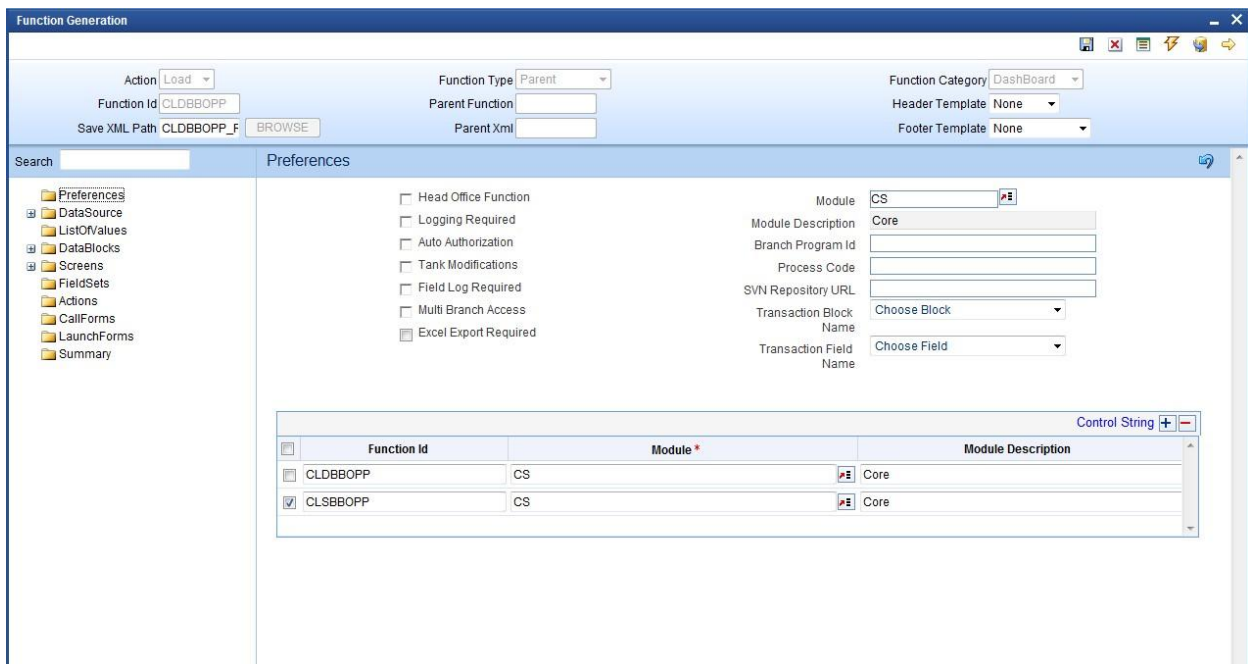 Function Generation
Action Load
Function Type Parent
Function Category DashBoard
Function Id CLDBBOPP
Parent Function
Header Template None
Save XML Path CLDBBOPP_F BROWSE
Parent Xml
Footer Template None
Search
Preferences
Preferences
DataSource
ListOfValues
DataBlocks
Screens
FieldSets
Actions
CallForms
LaunchForms
Summary
Head Office Function
Logging Required
Auto Authorization
Tank Modifications
Field Log Required
Multi Branch Access
Excel Export Required
Module CS
Module Description Core
Branch Program Id
Process Code
SVN Repository URL
Transaction Block Name Choose Block
Transaction Field Name Choose Field
Control String
Function Id Module * Module Description
CLDBBOPP CS Core
CLSBBOPP CS Core